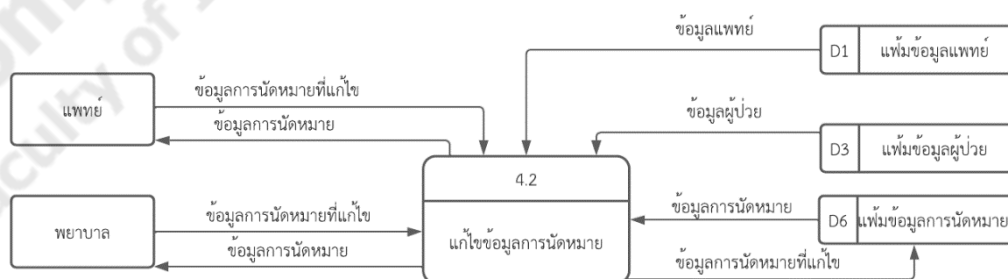 ข้อมูลแพทย์
D1 แฟ้มข้อมูลแพทย์
แพทย์
ข้อมูลการนัดหมายที่แก้ไข
ข้อมูลการนัดหมาย
ข้อมูลผู้ป่วย
D3 แฟ้มข้อมูลผู้ป่วย
4.2
แก้ไขข้อมูลการนัดหมาย
พยาบาล
ข้อมูลการนัดหมายที่แก้ไข
ข้อมูลการนัดหมาย
ข้อมูลการนัดหมาย
D6 แฟ้มข้อมูลการนัดหมาย
ข้อมูลการนัดหมายที่แก้ไข
culty of